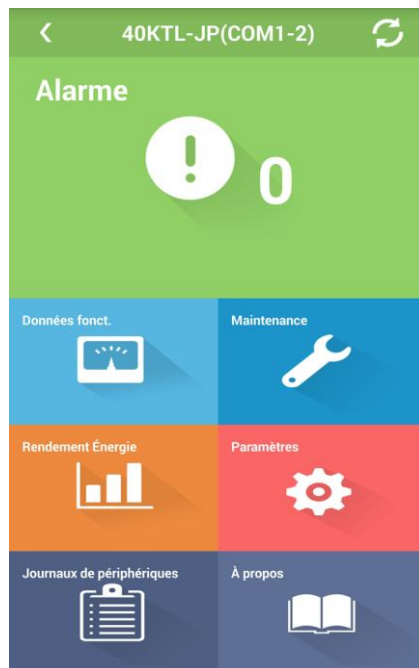 40KTL-JP(COM1-2)
Alarme
0
Données fonct.
Maintenance
Rendement Énergie
Paramètres
Journaux de périphériques
À propos